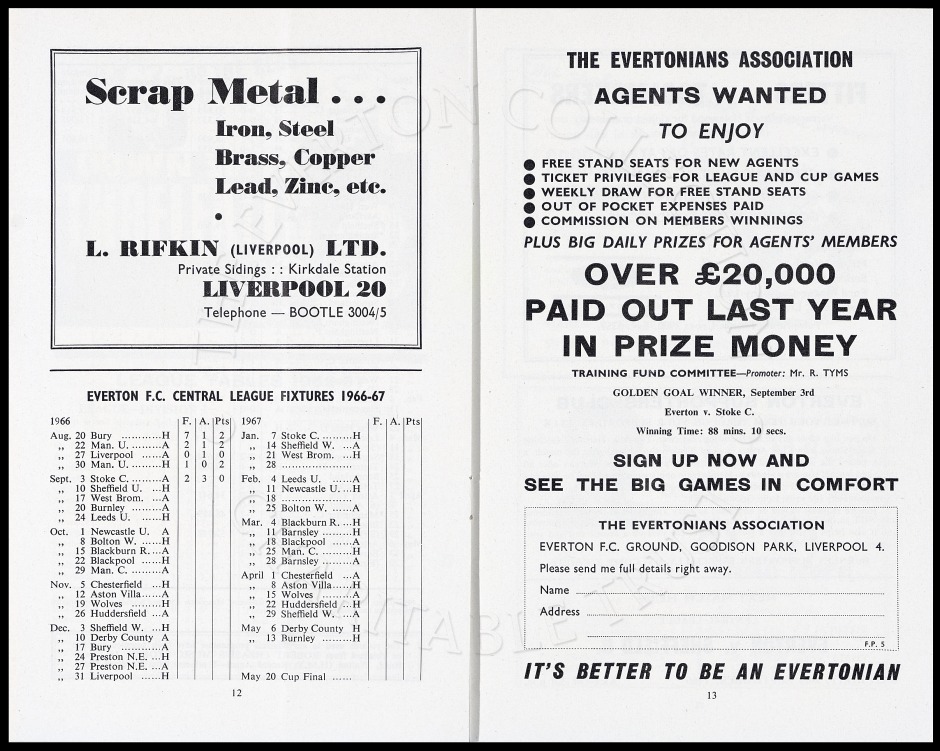 Scrap Metal . . .
Iron, Steel
Brass, Copper
Lead, Zinc, etc.
•
L. RIFKIN (LIVERPOOL) LTD.
Private Sidings : : Kirkdale Station
LIVERPOOL 20
Telephone — BOOTLE 3004/5
EVERTON F.C. CENTRAL LEAGUE FIXTURES 1966-67
1966 F. A. Pts
Aug. 20 Bury ...........H 7 1 2
,, 22 Man. U. .........A 2 1 2
,, 27 Liverpool ......A 0 1 0
,, 30 Man. U. .........H 1 0 2
Sept. 3 Stoke C. .........A 2 3 0
,, 10 Sheffield U. ...H
,, 17 West Brom. ...A
,, 20 Burnley .........A
,, 24 Leeds U. .........H
Oct. 1 Newcastle U. A
,, 8 Bolton W. ......A
,, 15 Blackburn R. ...A
,, 22 Blackpool ......H
,, 29 Man. C. .........A
Nov. 5 Chesterfield ...H
,, 12 Aston Villa......A
,, 19 Wolves .........H
,, 26 Huddersfield ...A
Dec. 3 Sheffield W. ...H
,, 10 Derby County A
,, 17 Bury ............A
,, 24 Preston N.E. ...H
,, 27 Preston N.E. ...A
,, 31 Liverpool ......H
1967 F. A. Pts
Jan. 7 Stoke C. .........H
,, 14 Sheffield W. ...A
,, 21 West Brom. ...H
,, 28 .....................
Feb. 4 Leeds U. .........A
,, 11 Newcastle U. ...H
,, 18 .....................
,, 25 Bolton W. ......A
Mar. 4 Blackburn R. ...H
,, 11 Barnsley .........H
,, 18 Blackpool ......A
,, 25 Man. C. .........H
,, 28 Barnsley .........A
April 1 Chesterfield ...A
,, 8 Aston Villa......H
,, 15 Wolves .........A
,, 22 Huddersfield ...H
,, 29 Sheffield W. ...A
May 6 Derby County H
,, 13 Burnley .........H
May 20 Cup Final ......
12
THE EVERTONIANS ASSOCIATION
AGENTS WANTED
TO ENJOY
● FREE STAND SEATS FOR NEW AGENTS
● TICKET PRIVILEGES FOR LEAGUE AND CUP GAMES
● WEEKLY DRAW FOR FREE STAND SEATS
● OUT OF POCKET EXPENSES PAID
● COMMISSION ON MEMBERS WINNINGS
PLUS BIG DAILY PRIZES FOR AGENTS' MEMBERS
OVER £20,000
PAID OUT LAST YEAR
IN PRIZE MONEY
TRAINING FUND COMMITTEE—Promoter: Mr. R. TYMS
GOLDEN GOAL WINNER, September 3rd
Everton v. Stoke C.
Winning Time: 88 mins. 10 secs.
SIGN UP NOW AND
SEE THE BIG GAMES IN COMFORT
THE EVERTONIANS ASSOCIATION
EVERTON F.C. GROUND, GOODISON PARK, LIVERPOOL 4.
Please send me full details right away.
Name
Address
F.P. 5
IT'S BETTER TO BE AN EVERTONIAN
13